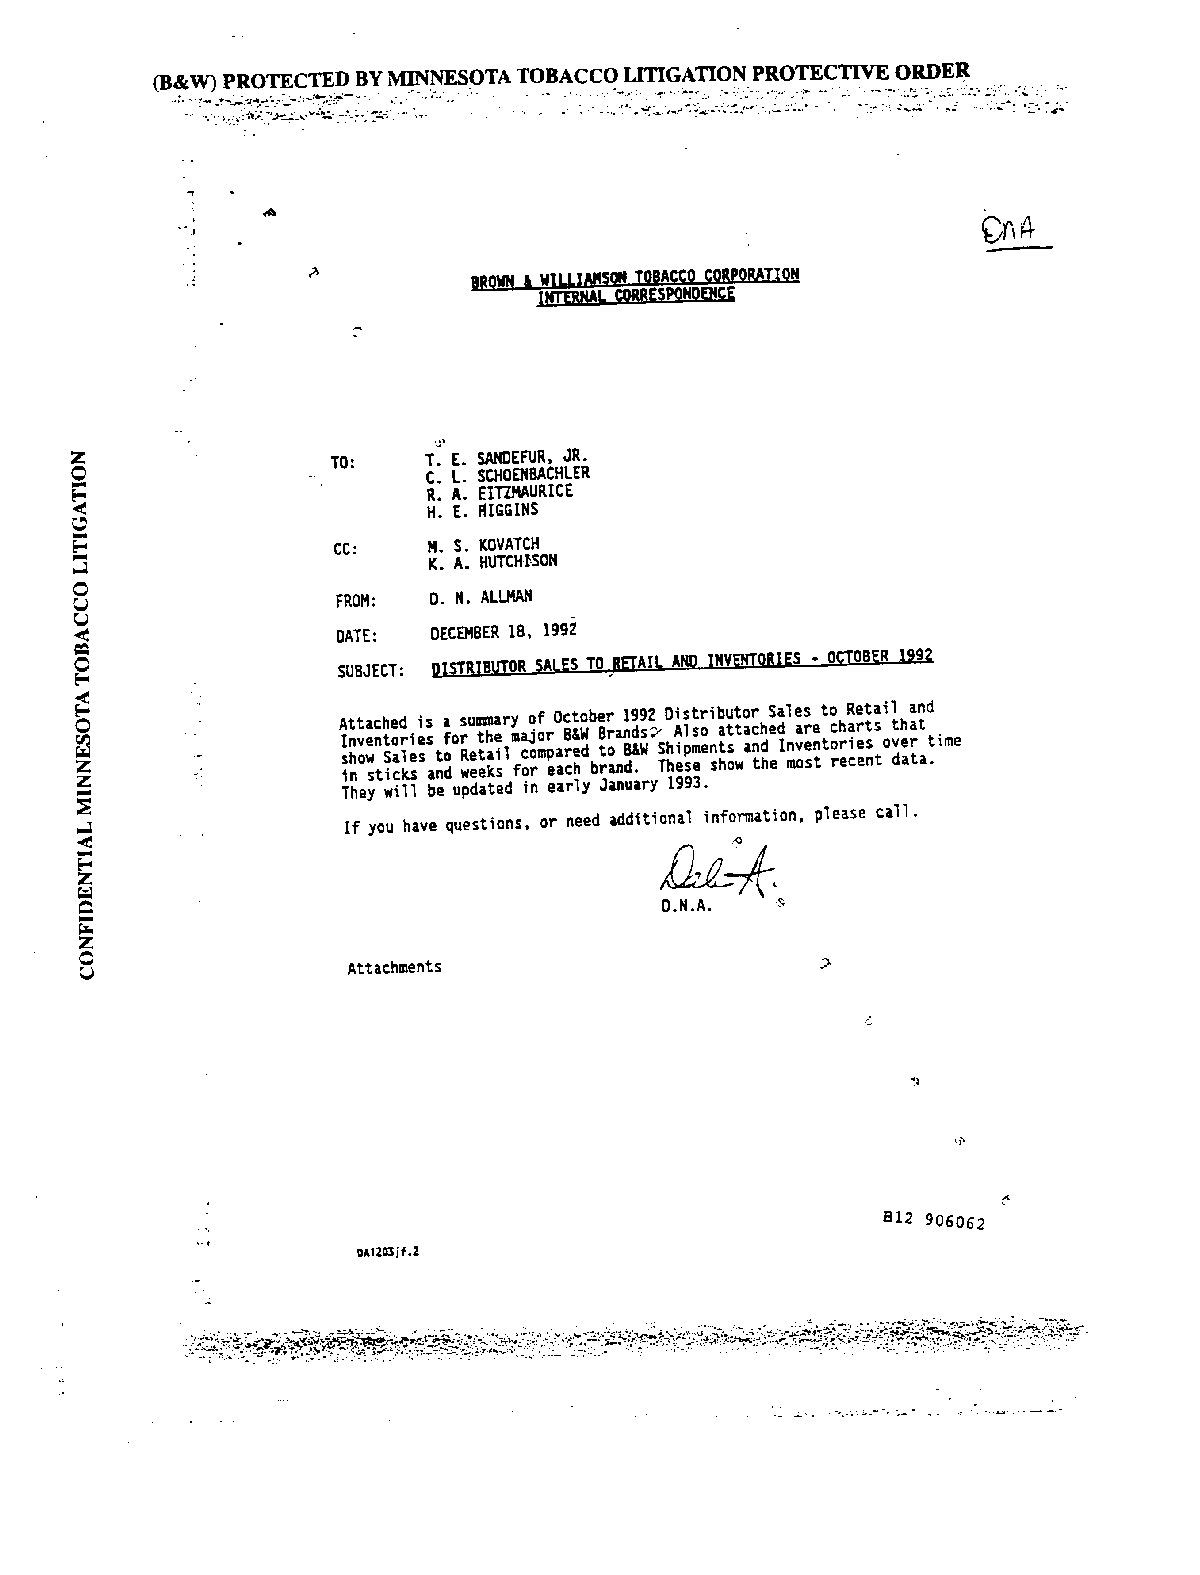 (B&W) PROTECTED BY MINNESOTA TOBACCO LITIGATION PROTECTIVE ORDER
DNA
BROWN & WILLIAMSON TOBACCO CORPORATION
INTERNAL CORRESPONDENCE
CONFIDENTIAL MINNESOTA TOBACCO LITIGATION
TO: T. E. SANDEFUR, JR.
C. L. SCHOENBACHLER
R. A. FITZMAURICE
H. E. HIGGINS
CC: M. S. KOVATCH
K. A. HUTCHISON
FROM: D. N. ALLMAN
DATE: DECEMBER 18, 1992
SUBJECT: DISTRIBUTOR SALES TO RETAIL AND INVENTORIES - OCTOBER 1992
Attached is a summary of October 1992 Distributor Sales to Retail and
Inventories for the major B&W Brands. Also attached are charts that
show Sales to Retail compared to B&W Shipments and Inventories over time
in sticks and weeks for each brand. These show the most recent data.
They will be updated in early January 1993.
If you have questions, or need additional information, please call.
D.N.A.
Attachments
B12 906062
DA1203jf.2